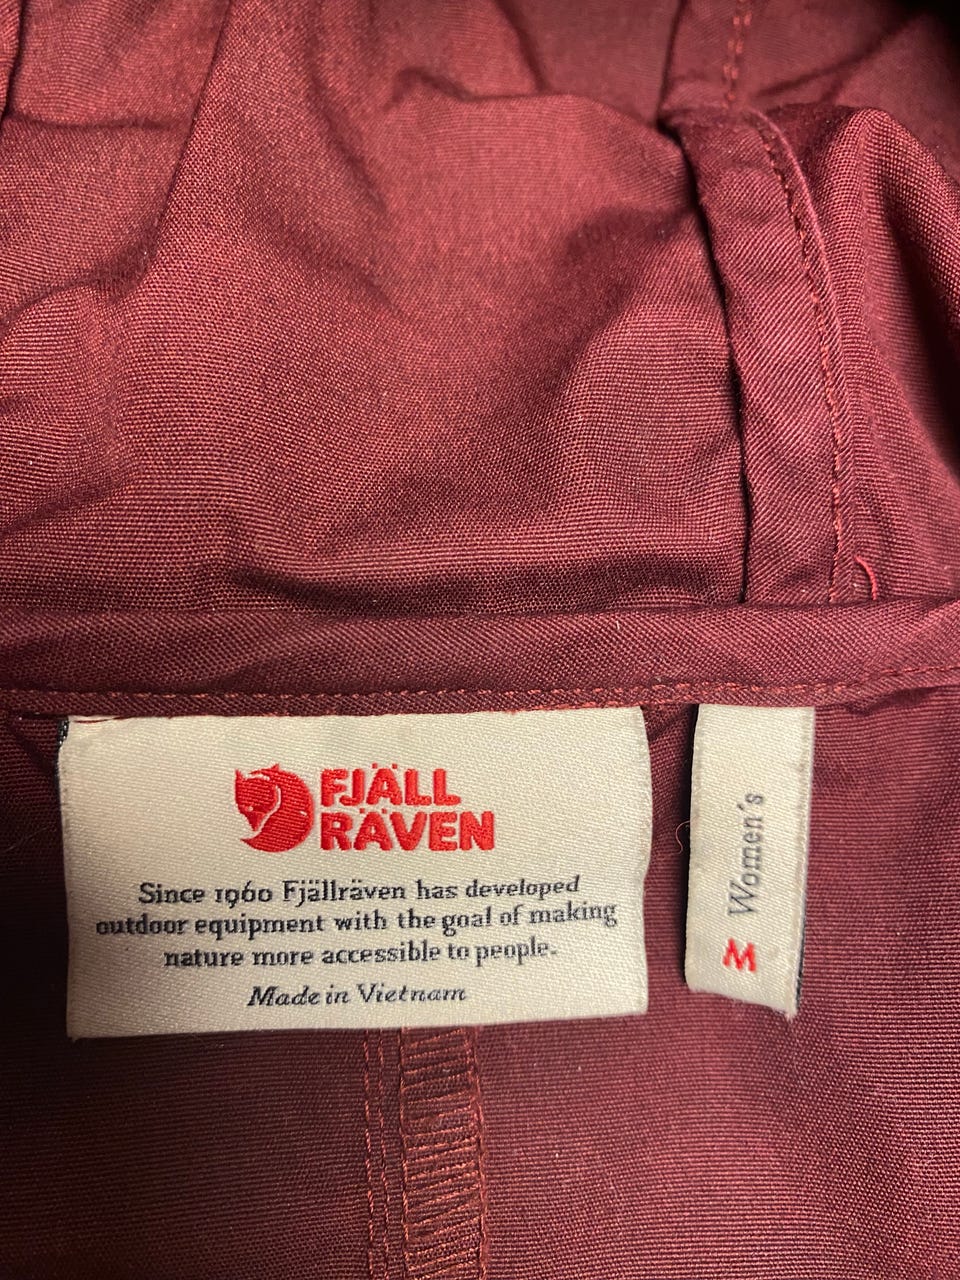 FJÄLL
RÄVEN
Since 1960 Fjällräven has developed
outdoor equipment with the goal of making
nature more accessible to people.
Made in Vietnam
Women's
M